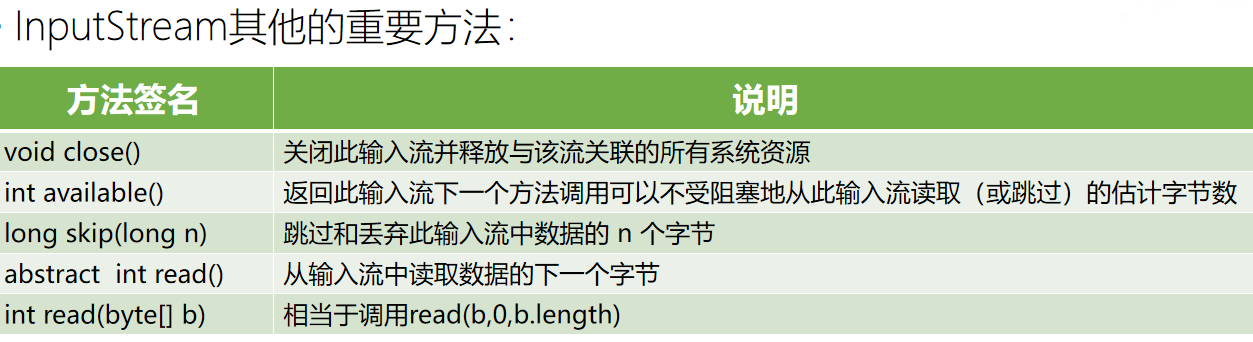 • InputStream其他的重要方法：
方法签名 说明
void close() 关闭此输入流并释放与该流关联的所有系统资源
int available() 返回此输入流下一个方法调用可以不受阻塞地从此输入流读取（或跳过）的估计字节数
long skip(long n) 跳过和丢弃此输入流中数据的 n 个字节
abstract  int read() 从输入流中读取数据的下一个字节
int read(byte[] b) 相当于调用read(b,0,b.length)